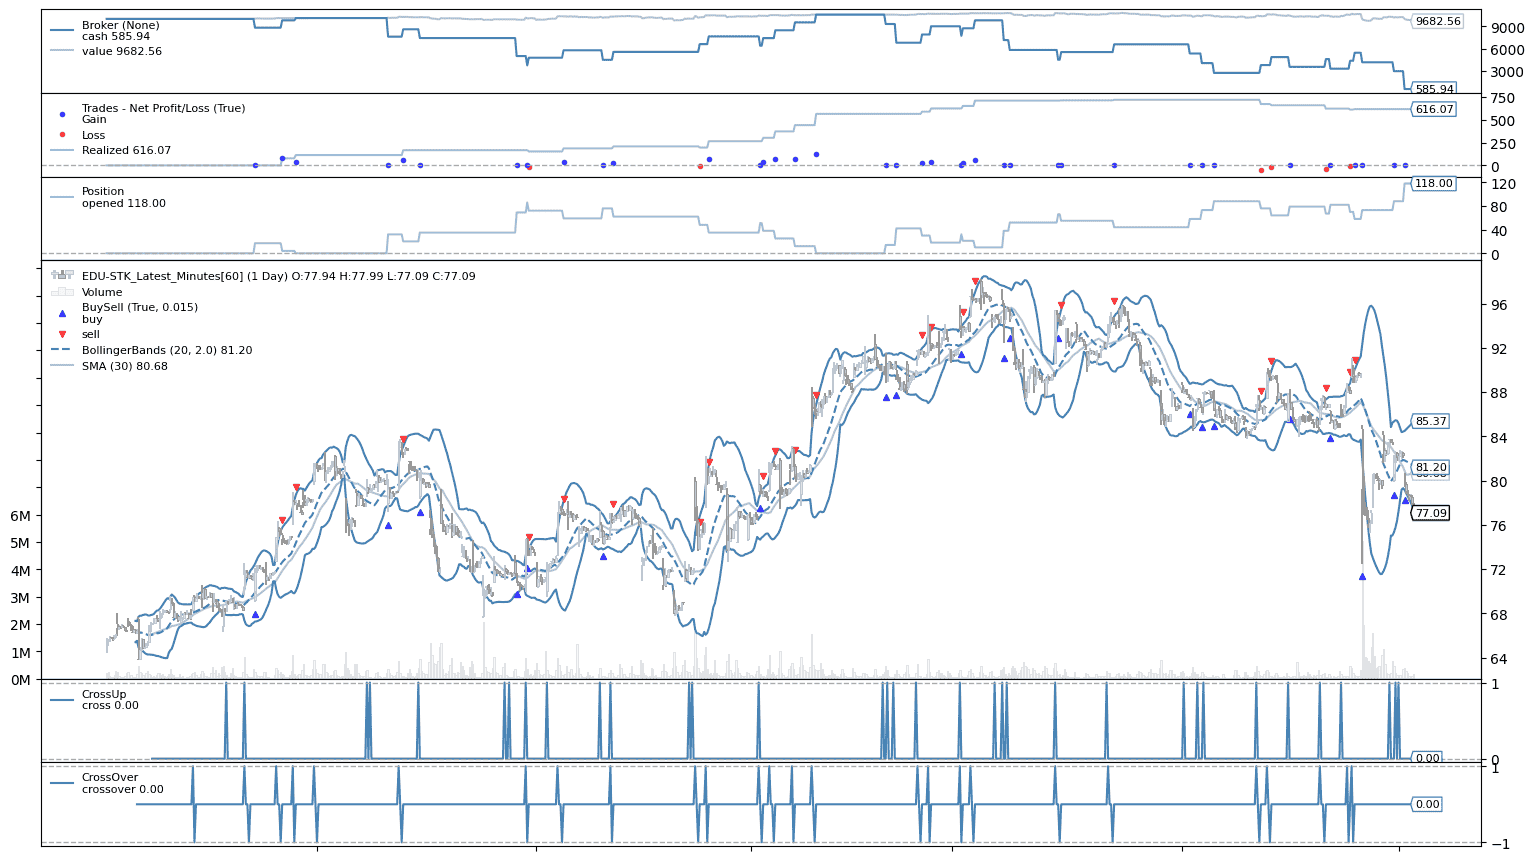 Broker (None)
cash 585.94
value 9682.56
9682.56
9000
6000
3000
585.94
Trades - Net Profit/Loss (True)
Gain
Loss
Realized 616.07
750
616.07
500
250
0
Position
opened 118.00
118.00
120
80
40
0
EDU-STK_Latest_Minutes[60] (1 Day) O:77.94 H:77.99 L:77.09 C:77.09
Volume
BuySell (True, 0.015)
buy
sell
BollingerBands (20, 2.0) 81.20
SMA (30) 80.68
96
92
88
85.37
84
81.20
80
77.09
76
72
68
64
6M
5M
4M
3M
2M
1M
0M
CrossUp
cross 0.00
1
0.00
0
CrossOver
crossover 0.00
1
0.00
−1